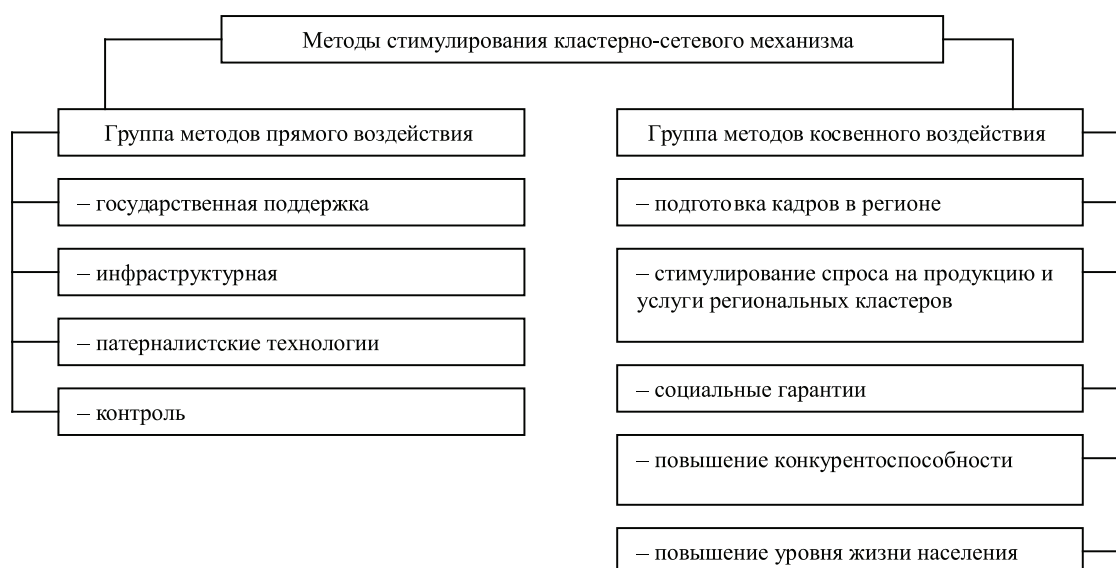 Методы стимулирования кластерно-сетевого механизма
Группа методов прямого воздействия
– государственная поддержка
– инфраструктурная
– патерналистские технологии
– контроль
Группа методов косвенного воздействия
– подготовка кадров в регионе
– стимулирование спроса на продукцию и
услуги региональных кластеров
– социальные гарантии
– повышение конкурентоспособности
– повышение уровня жизни населения